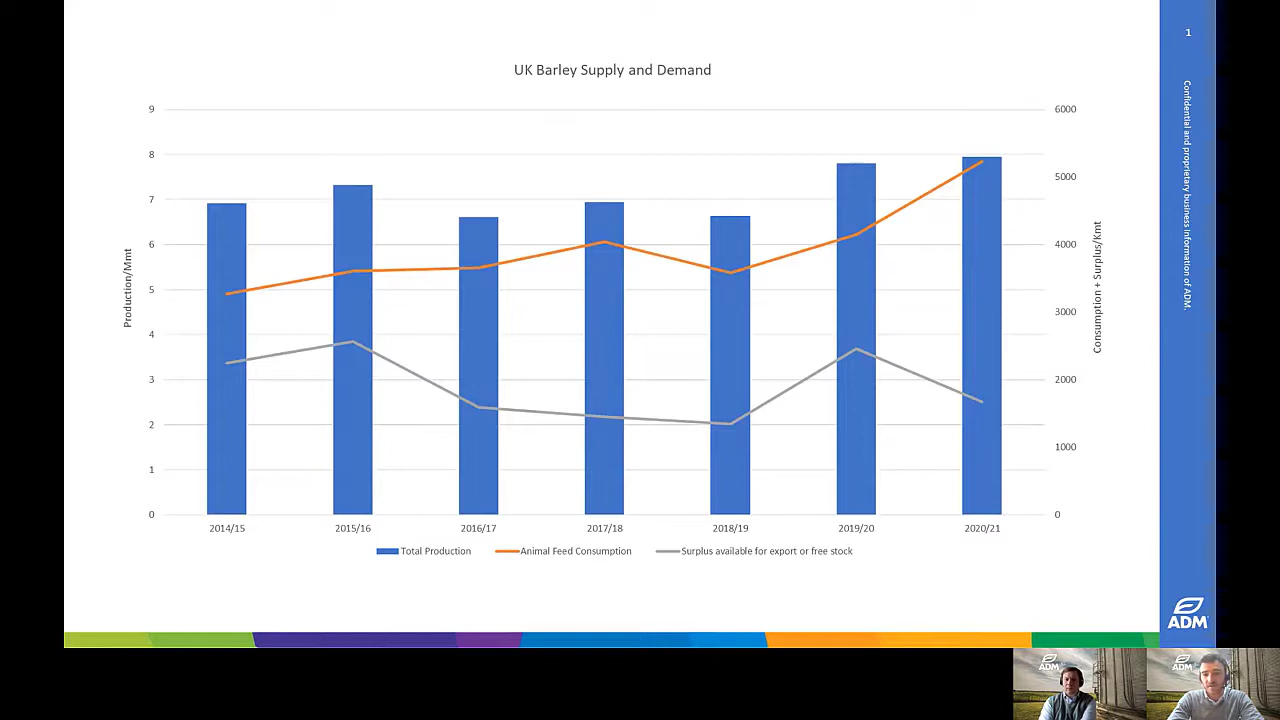 1
Confidential and proprietary business information of ADM.
UK Barley Supply and Demand
9
8
7
6
5
4
3
2
1
0
Production/Mmt
6000
5000
4000
3000
2000
1000
0
Consumption + Surplus/Kmt
2014/15 2015/16 2016/17 2017/18 2018/19 2019/20 2020/21
Total Production Animal Feed Consumption Surplus available for export or free stock
ADM
ADM
ADM